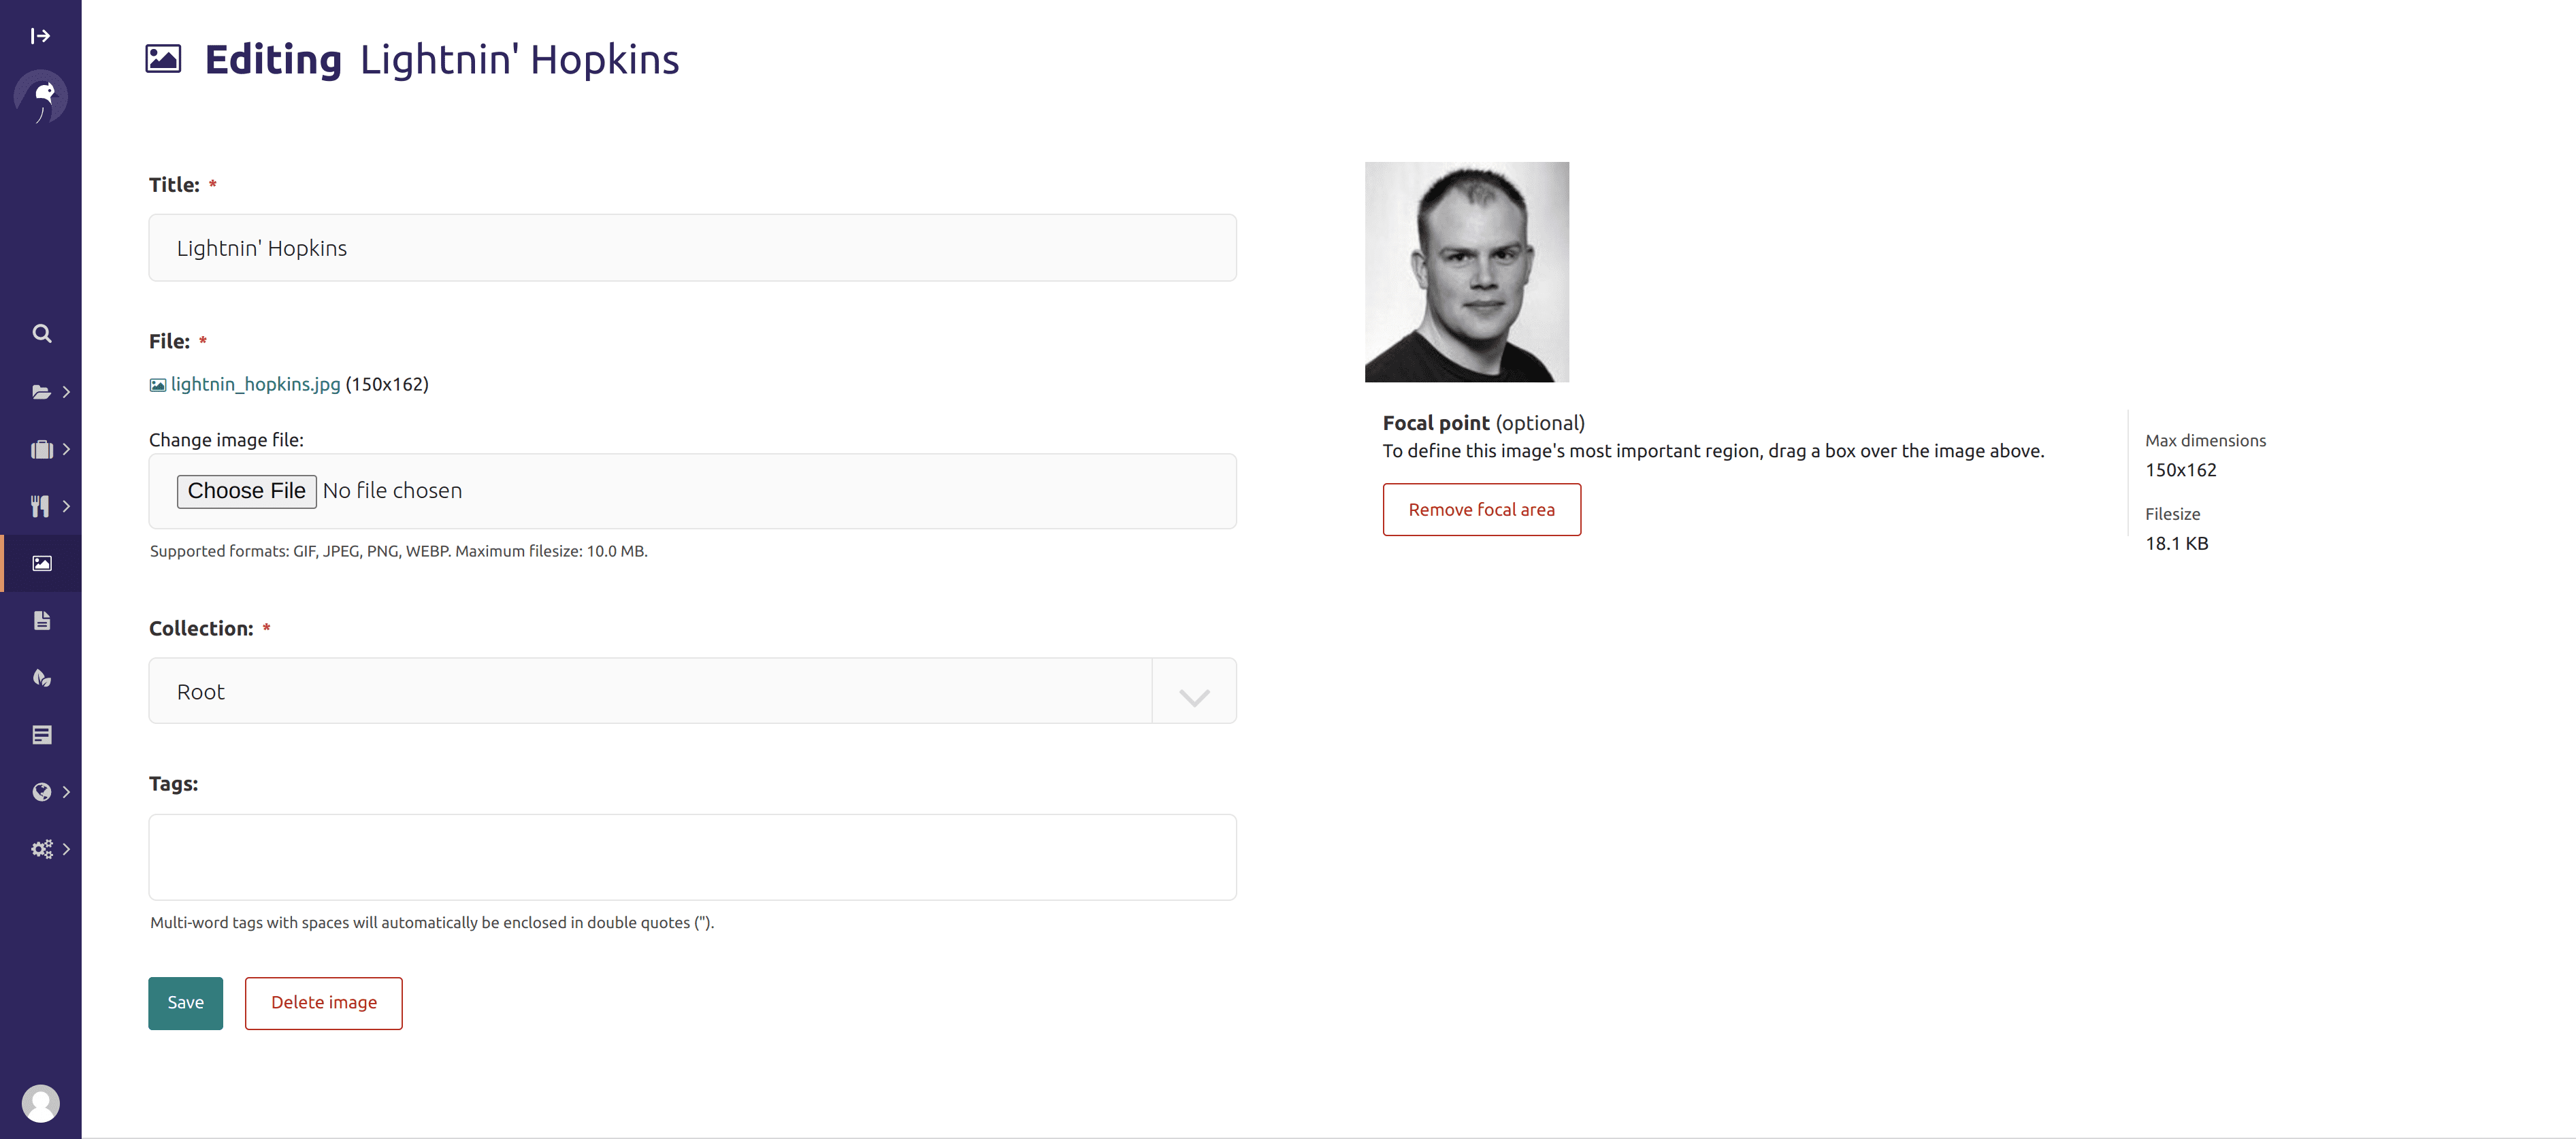 Editing Lightnin' Hopkins
Title: *
Lightnin' Hopkins
File: *
lightnin_hopkins.jpg (150x162)
Change image file:
Choose File No file chosen
Supported formats: GIF, JPEG, PNG, WEBP. Maximum filesize: 10.0 MB.
Collection: *
Root
Tags:
Multi-word tags with spaces will automatically be enclosed in double quotes (").
Save
Delete image
Focal point (optional)
To define this image's most important region, drag a box over the image above.
Remove focal area
Max dimensions
150x162
Filesize
18.1 KB